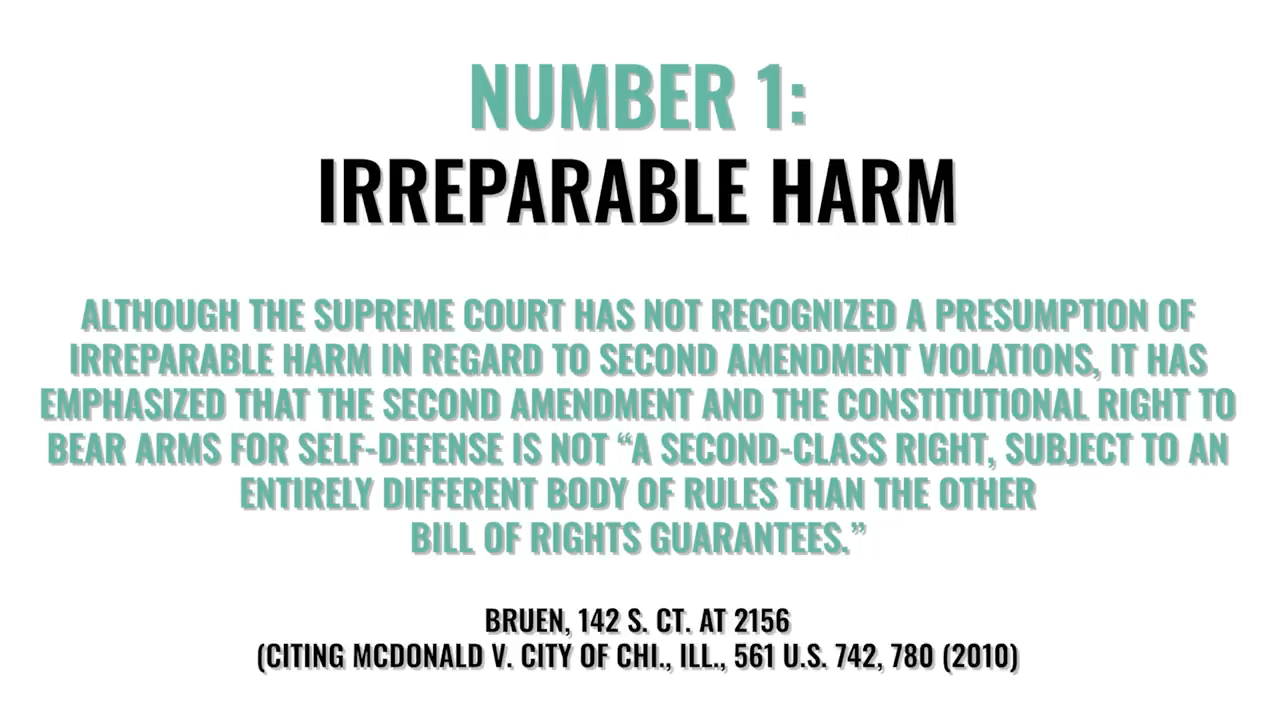 NUMBER 1:
IRREPARABLE HARM
ALTHOUGH THE SUPREME COURT HAS NOT RECOGNIZED A PRESUMPTION OF
IRREPARABLE HARM IN REGARD TO SECOND AMENDMENT VIOLATIONS, IT HAS
EMPHASIZED THAT THE SECOND AMENDMENT AND THE CONSTITUTIONAL RIGHT TO
BEAR ARMS FOR SELF-DEFENSE IS NOT “A SECOND-CLASS RIGHT, SUBJECT TO AN
ENTIRELY DIFFERENT BODY OF RULES THAN THE OTHER
BILL OF RIGHTS GUARANTEES.”
BRUEN, 142 S. CT. AT 2156
(CITING MCDONALD V. CITY OF CHI., ILL., 561 U.S. 742, 780 (2010)